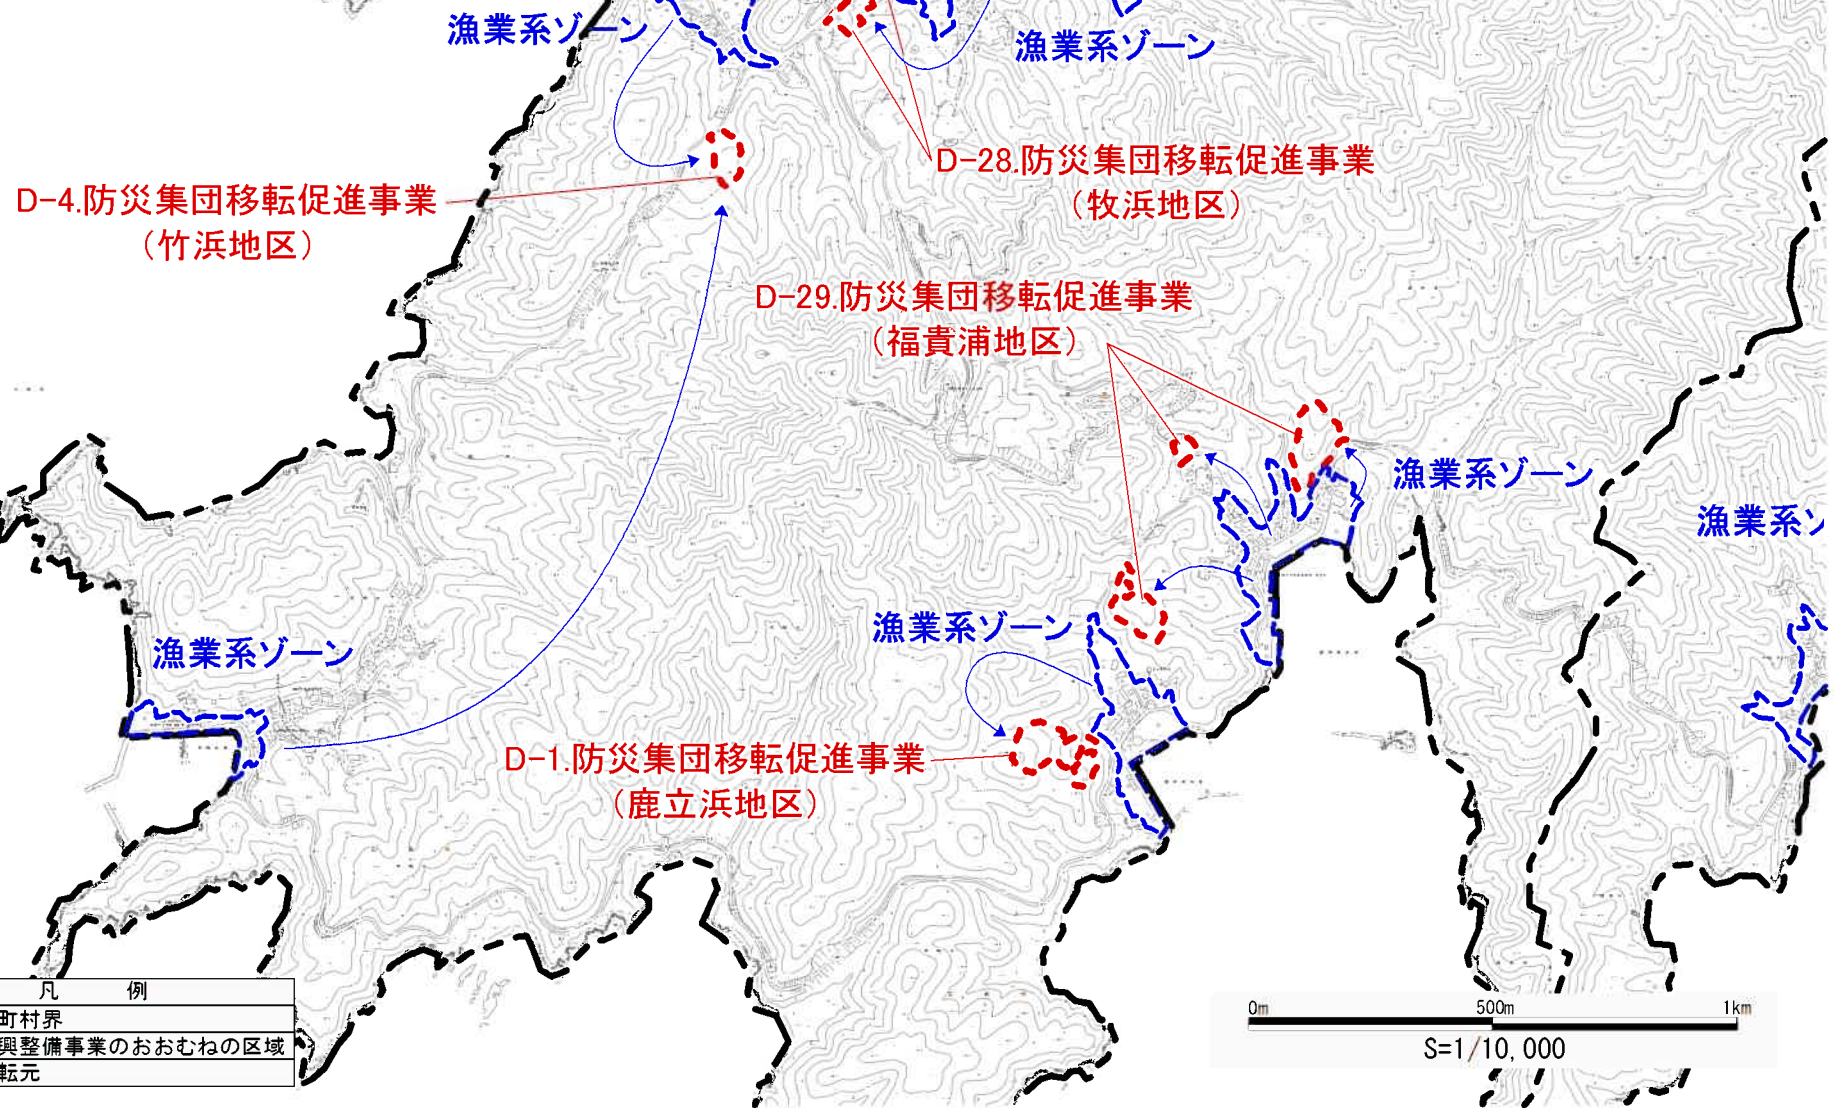 漁業系ゾーン
漁業系ゾーン
D-28.防災集団移転促進事業
(牧浜地区)
D-4.防災集団移転促進事業
(竹浜地区)
D-29.防災集団移転促進事業
(福貴浦地区)
漁業系ゾーン
漁業系ゾ
漁業系ゾーン
漁業系ゾーン
D-1.防災集団移転促進事業
(鹿立浜地区)
凡 例
町村界
興整備事業のおおむねの区域
転元
0m 500m 1km
S=1/10,000